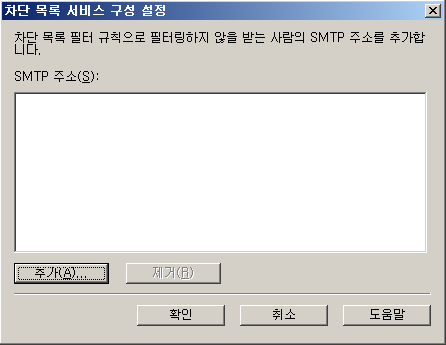 차단 목록 서비스 구성 설정
차단 목록 필터 규칙으로 필터링하지 않을 받는 사람의 SMTP 주소를 추가합
니다.
SMTP 주소(S):
추가(A)... 제거(R)
확인 취소 도움말